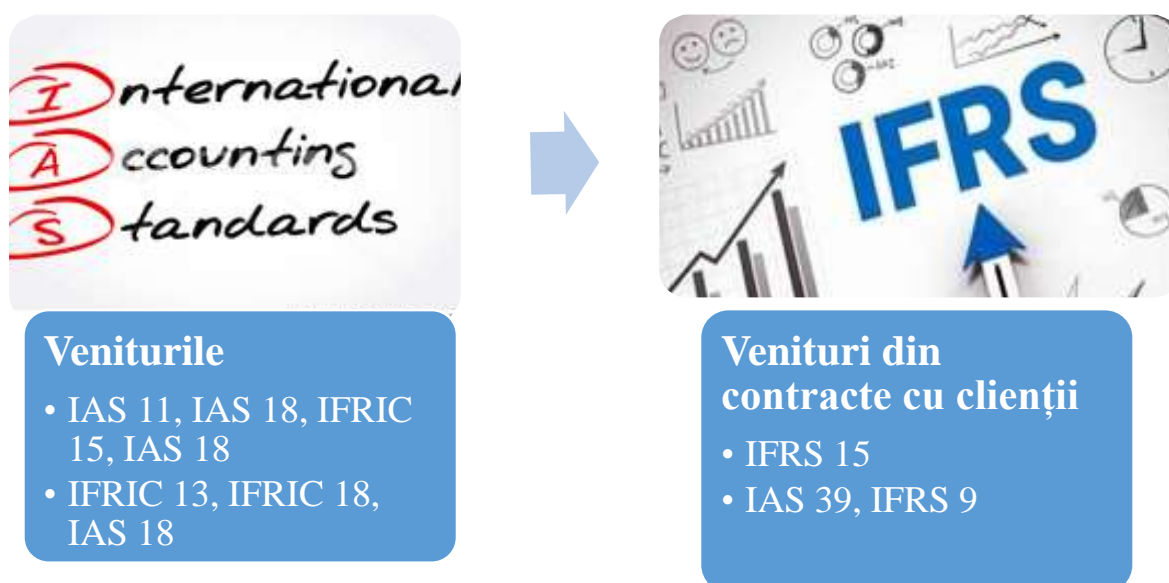 International
Accounting
Standards
IFRS
Veniturile
• IAS 11, IAS 18, IFRIC
15, IAS 18
• IFRIC 13, IFRIC 18,
IAS 18
Venituri din
contracte cu clienții
• IFRS 15
• IAS 39, IFRS 9